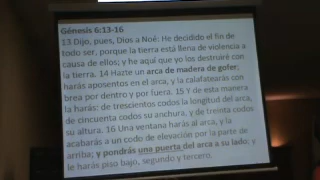 Génesis 6:13-16
13 Dijo, pues, Dios a Noé: He decidido el fin de
todo ser, porque la tierra está llena de violencia a
causa de ellos; y he aquí que yo los destruiré con
la tierra. 14 Hazte un arca de madera de gofer;
harás aposentos en el arca, y la calafatearás con
brea por dentro y por fuera. 15 Y de esta manera
la harás: de trescientos codos la longitud del arca,
de cincuenta codos su anchura, y de treinta codos
su altura. 16 Una ventana harás al arca, y la
acabarás a un codo de elevación por la parte de
arriba; y pondrás una puerta del arca a su lado; y
le harás piso bajo, segundo y tercero.